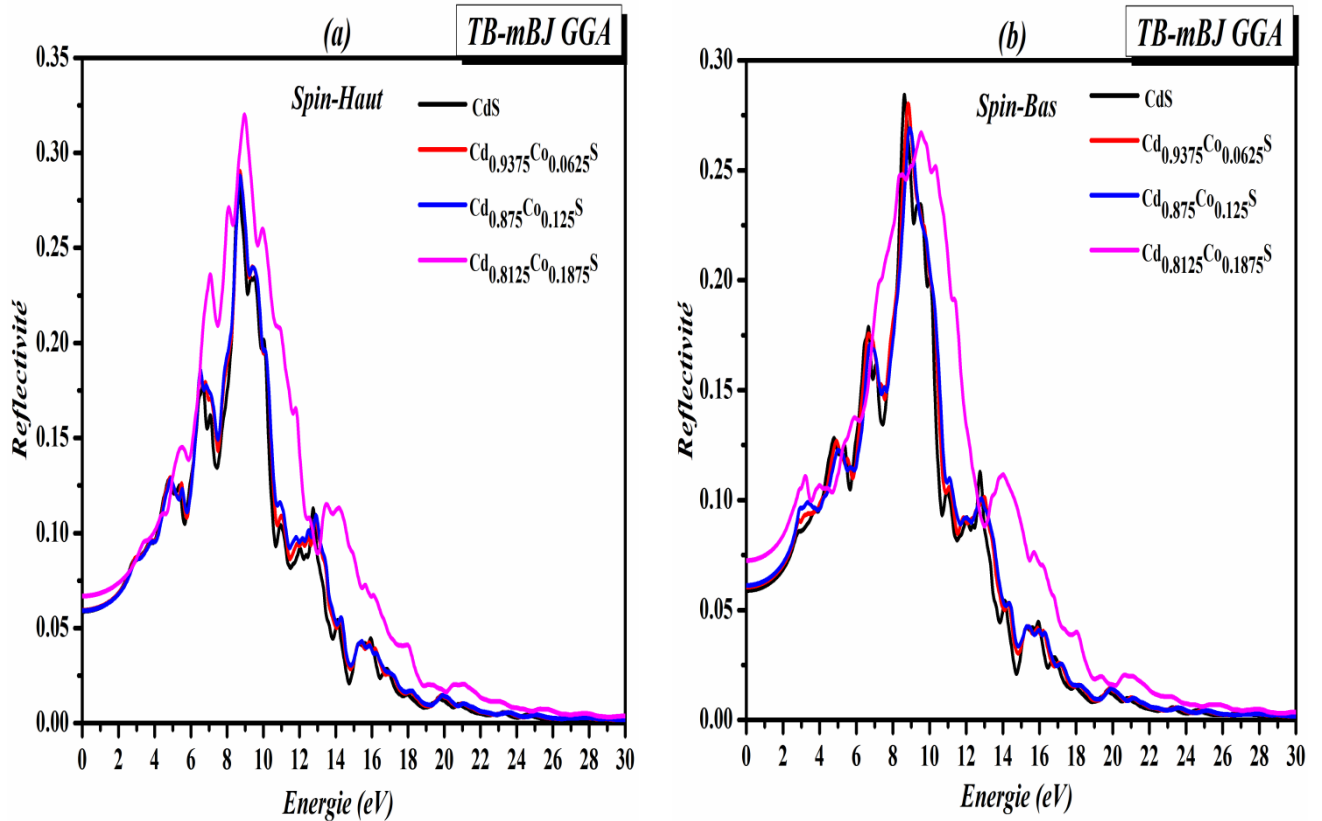 (a)
TB-mBJ GGA
Spin-Haut
CdS
Cd0.9375Co0.0625S
Cd0.875Co0.125S
Cd0.8125Co0.1875S
Reflectivité
0.35
0.30
0.25
0.20
0.15
0.10
0.05
0.00
0 2 4 6 8 10 12 14 16 18 20 22 24 26 28 30
Energie (eV)
(b)
TB-mBJ GGA
Spin-Bas
CdS
Cd0.9375Co0.0625S
Cd0.875Co0.125S
Cd0.8125Co0.1875S
Reflectivité
0.30
0.25
0.20
0.15
0.10
0.05
0.00
0 2 4 6 8 10 12 14 16 18 20 22 24 26 28 30
Energie (eV)